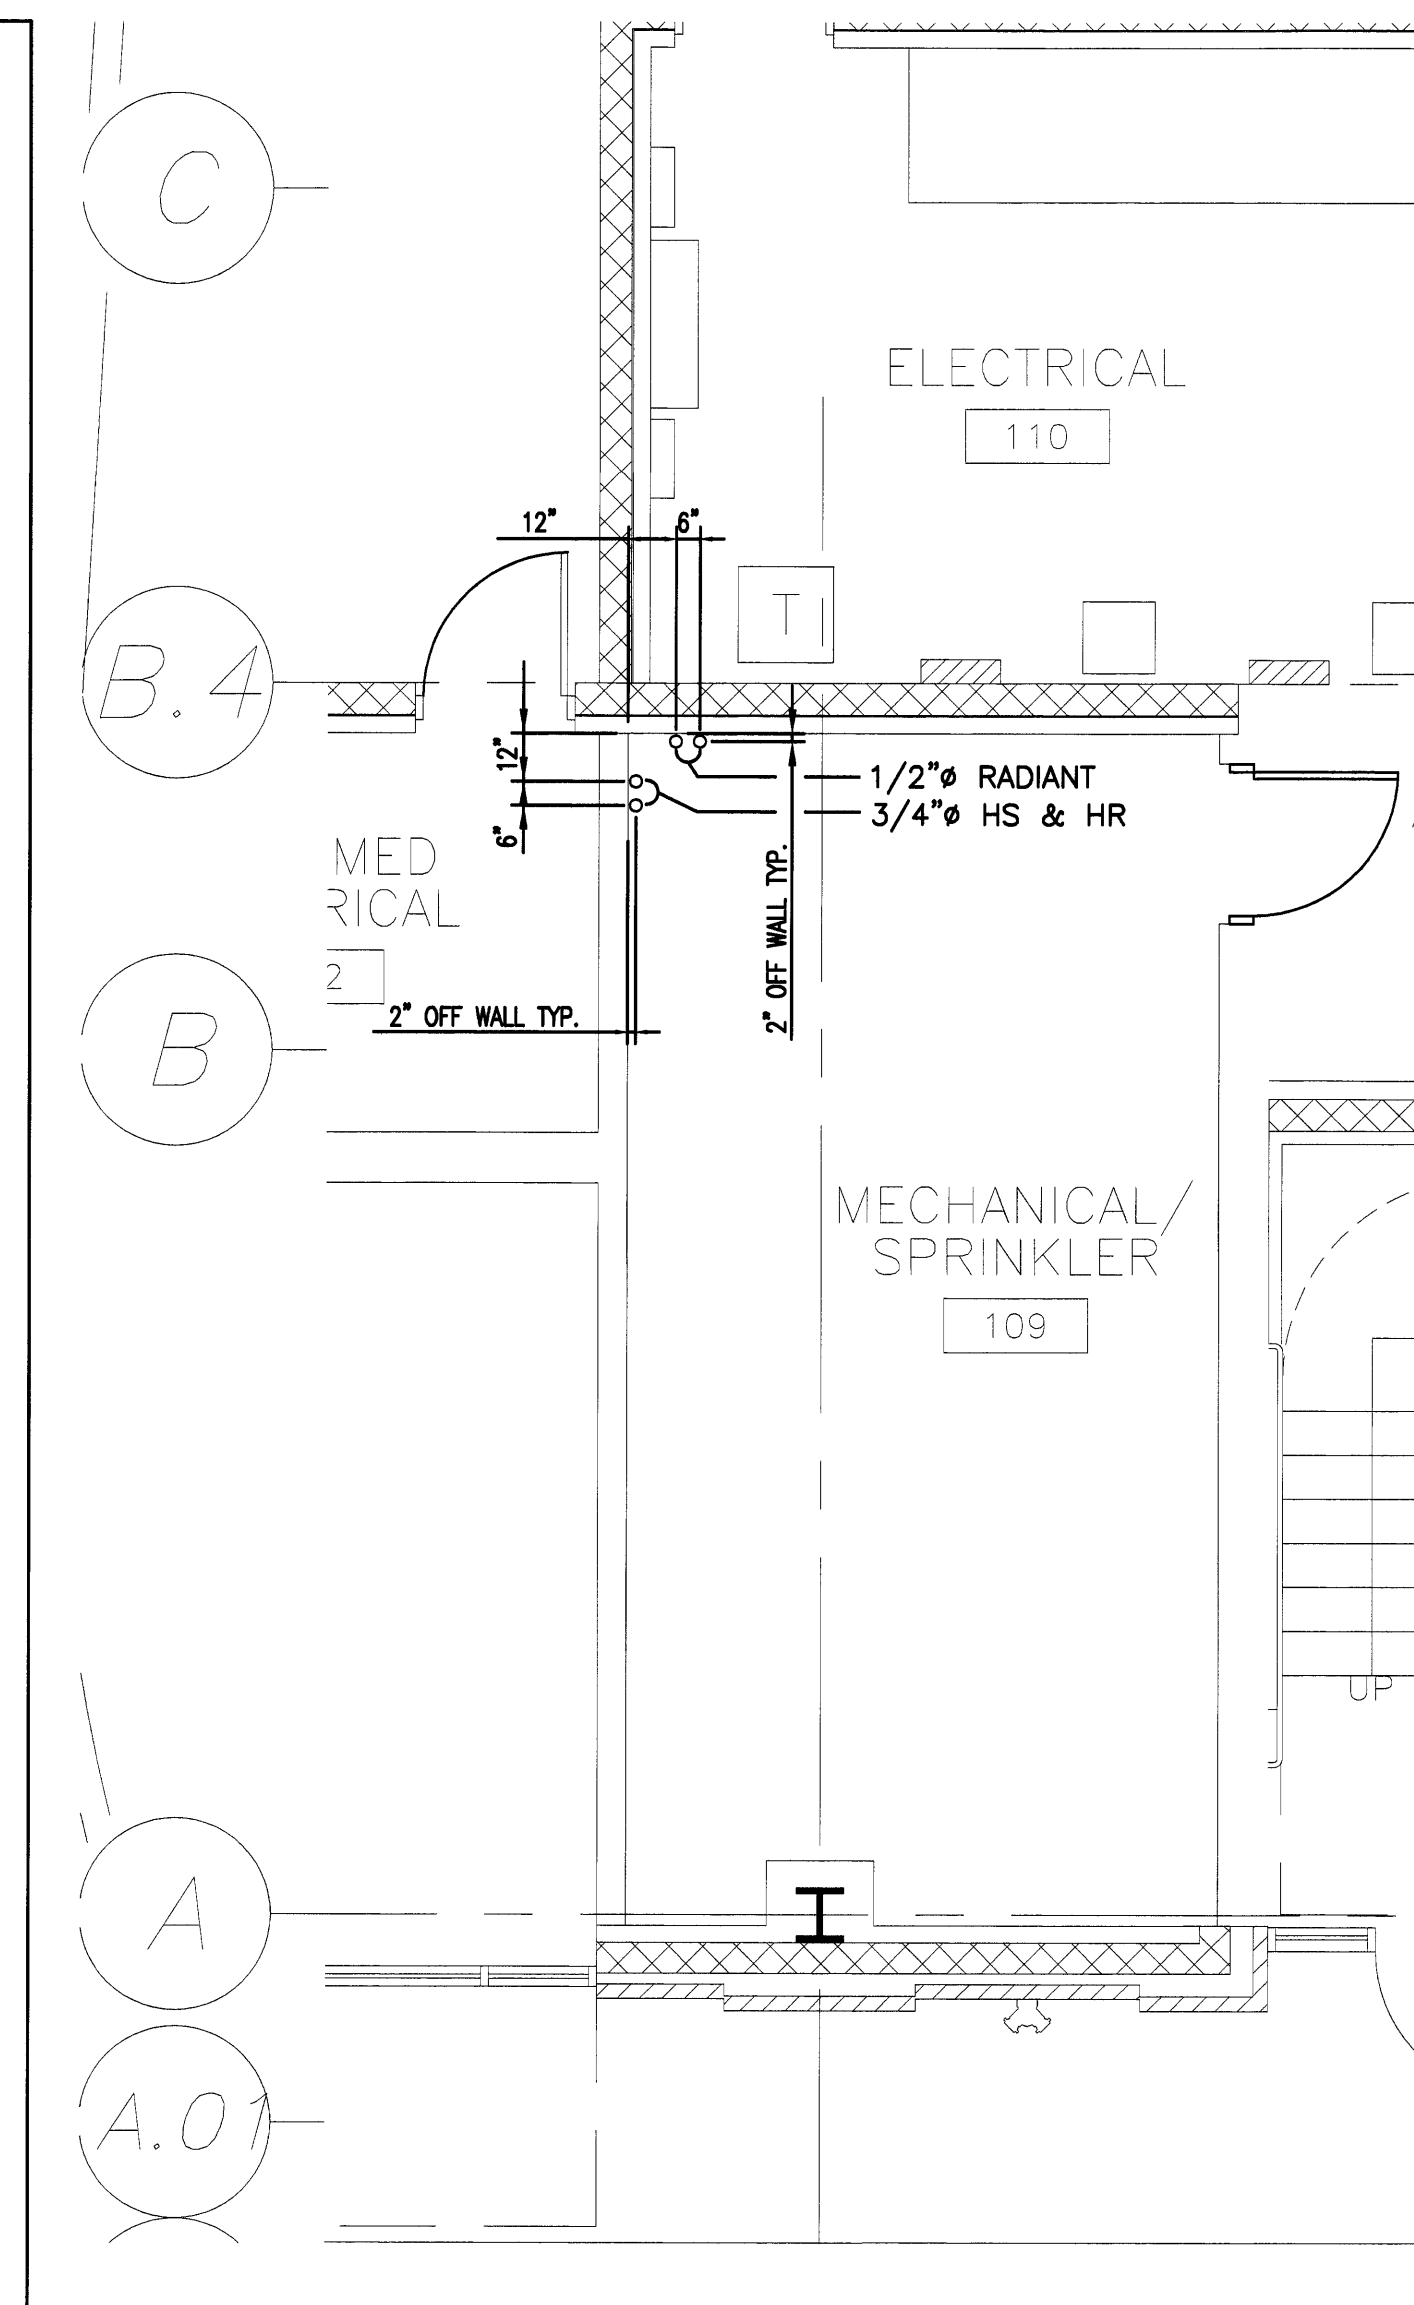 C
ELECTRICAL
110
12"
6"
T
B.4
12"
1/2"ø RADIANT
3/4"ø HS & HR
6"
MED
RICAL
2
2" OFF WALL TYP.
2" OFF WALL TYP.
B
MECHANICAL/
SPRINKLER
109
UP
A
A.01